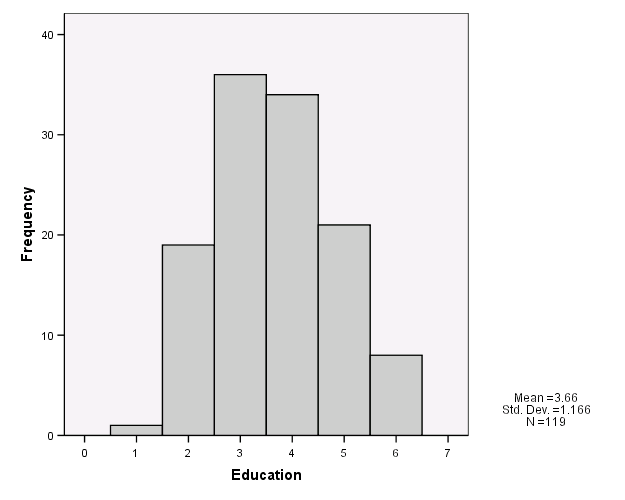 40
30
20
10
0
Frequency
0 1 2 3 4 5 6 7
Education
Mean =3.66
Std. Dev. =1.166
N =119